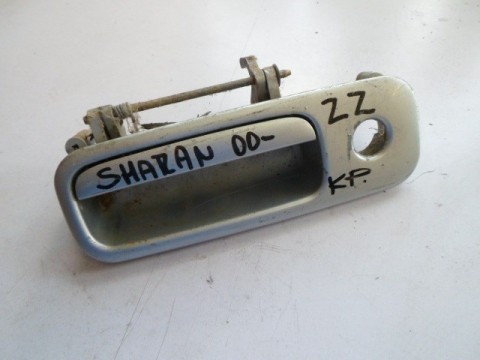 ZZ
SHARAN 00-
KP.